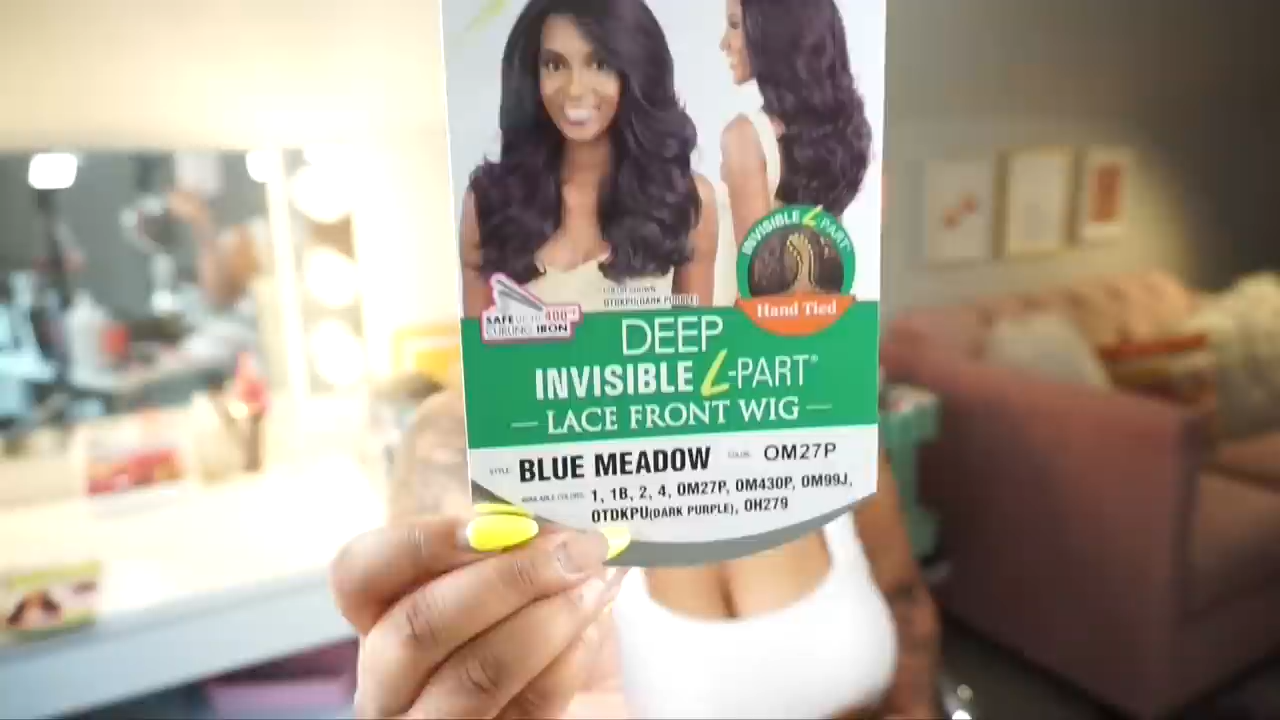 INVISIBLE L-PART
Hand Tied
COLOR SHOWN
OTDKPU(DARK PURPLE)
SAFE UP TO 400°F
CURLING IRON
DEEP
INVISIBLE L-PART®
— LACE FRONT WIG —
STYLE: BLUE MEADOW COLOR: OM27P
AVAILABLE COLORS: 1, 1B, 2, 4, OM27P, OM430P, OM99J,
OTDKPU(DARK PURPLE), OH279